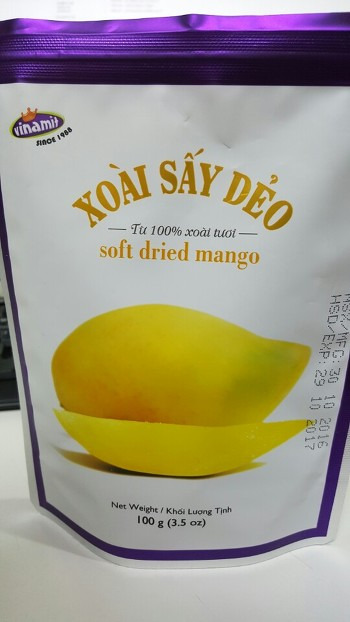 vinamit
SINCE 1988
XOÀI SẤY DẺO
— Từ 100% xoài tươi —
soft dried mango
NSX/MFG: 30 10 2016
HSD/EXP: 29 10 2017
Net Weight / Khối Lượng Tịnh
100 g (3.5 oz)